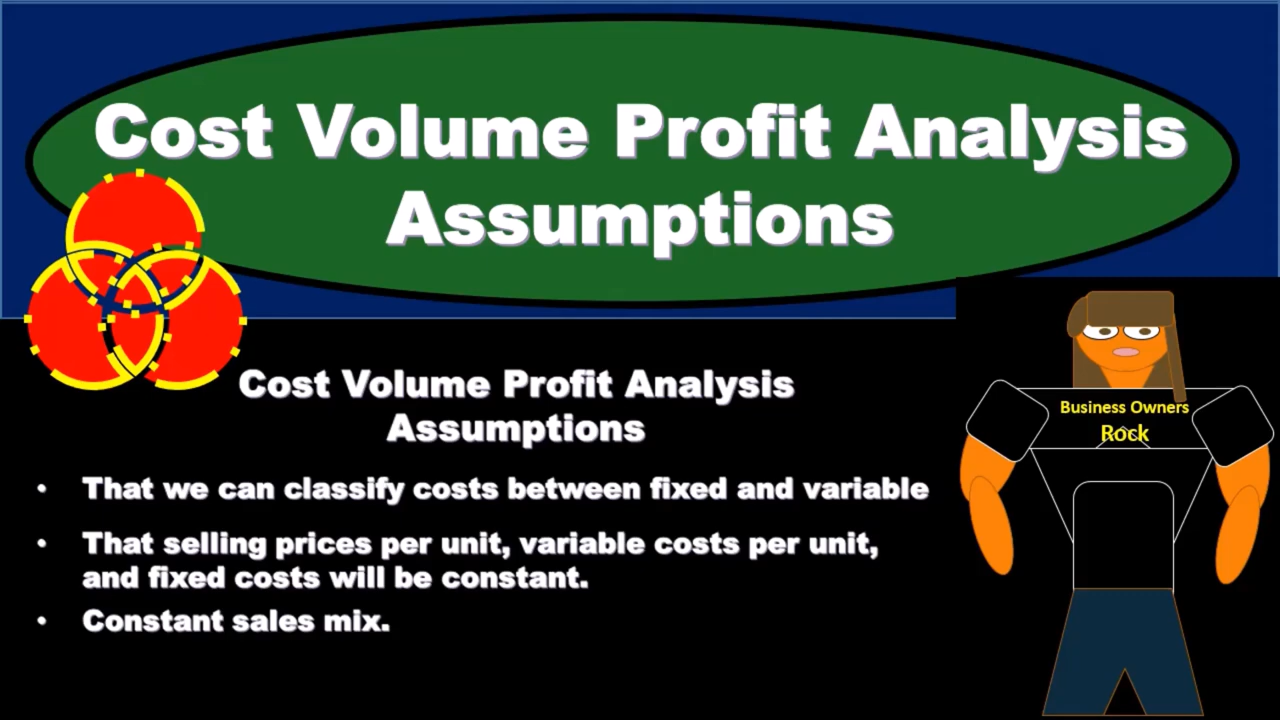 Cost Volume Profit Analysis
Assumptions
Cost Volume Profit Analysis
Assumptions
• That we can classify costs between fixed and variable
• That selling prices per unit, variable costs per unit,
and fixed costs will be constant.
• Constant sales mix.
Business Owners
Rock